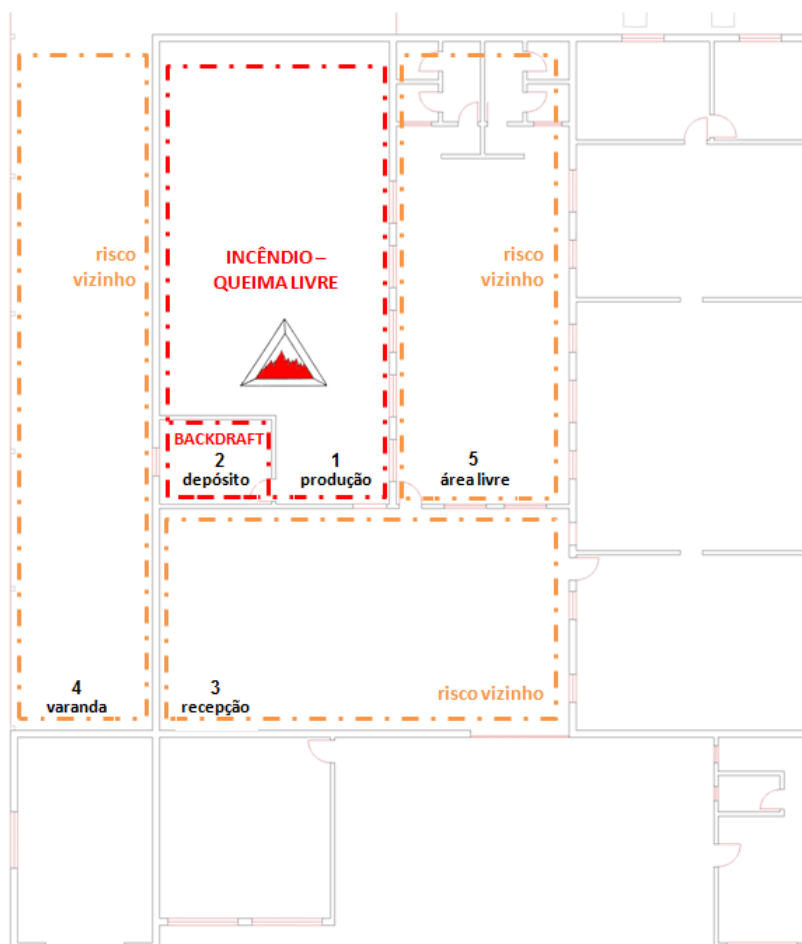 risco
vizinho
INCÊNDIO –
QUEIMA LIVRE
risco
vizinho
BACKDRAFT
2
depósito
1
produção
5
área livre
4
varanda
3
recepção
risco vizinho